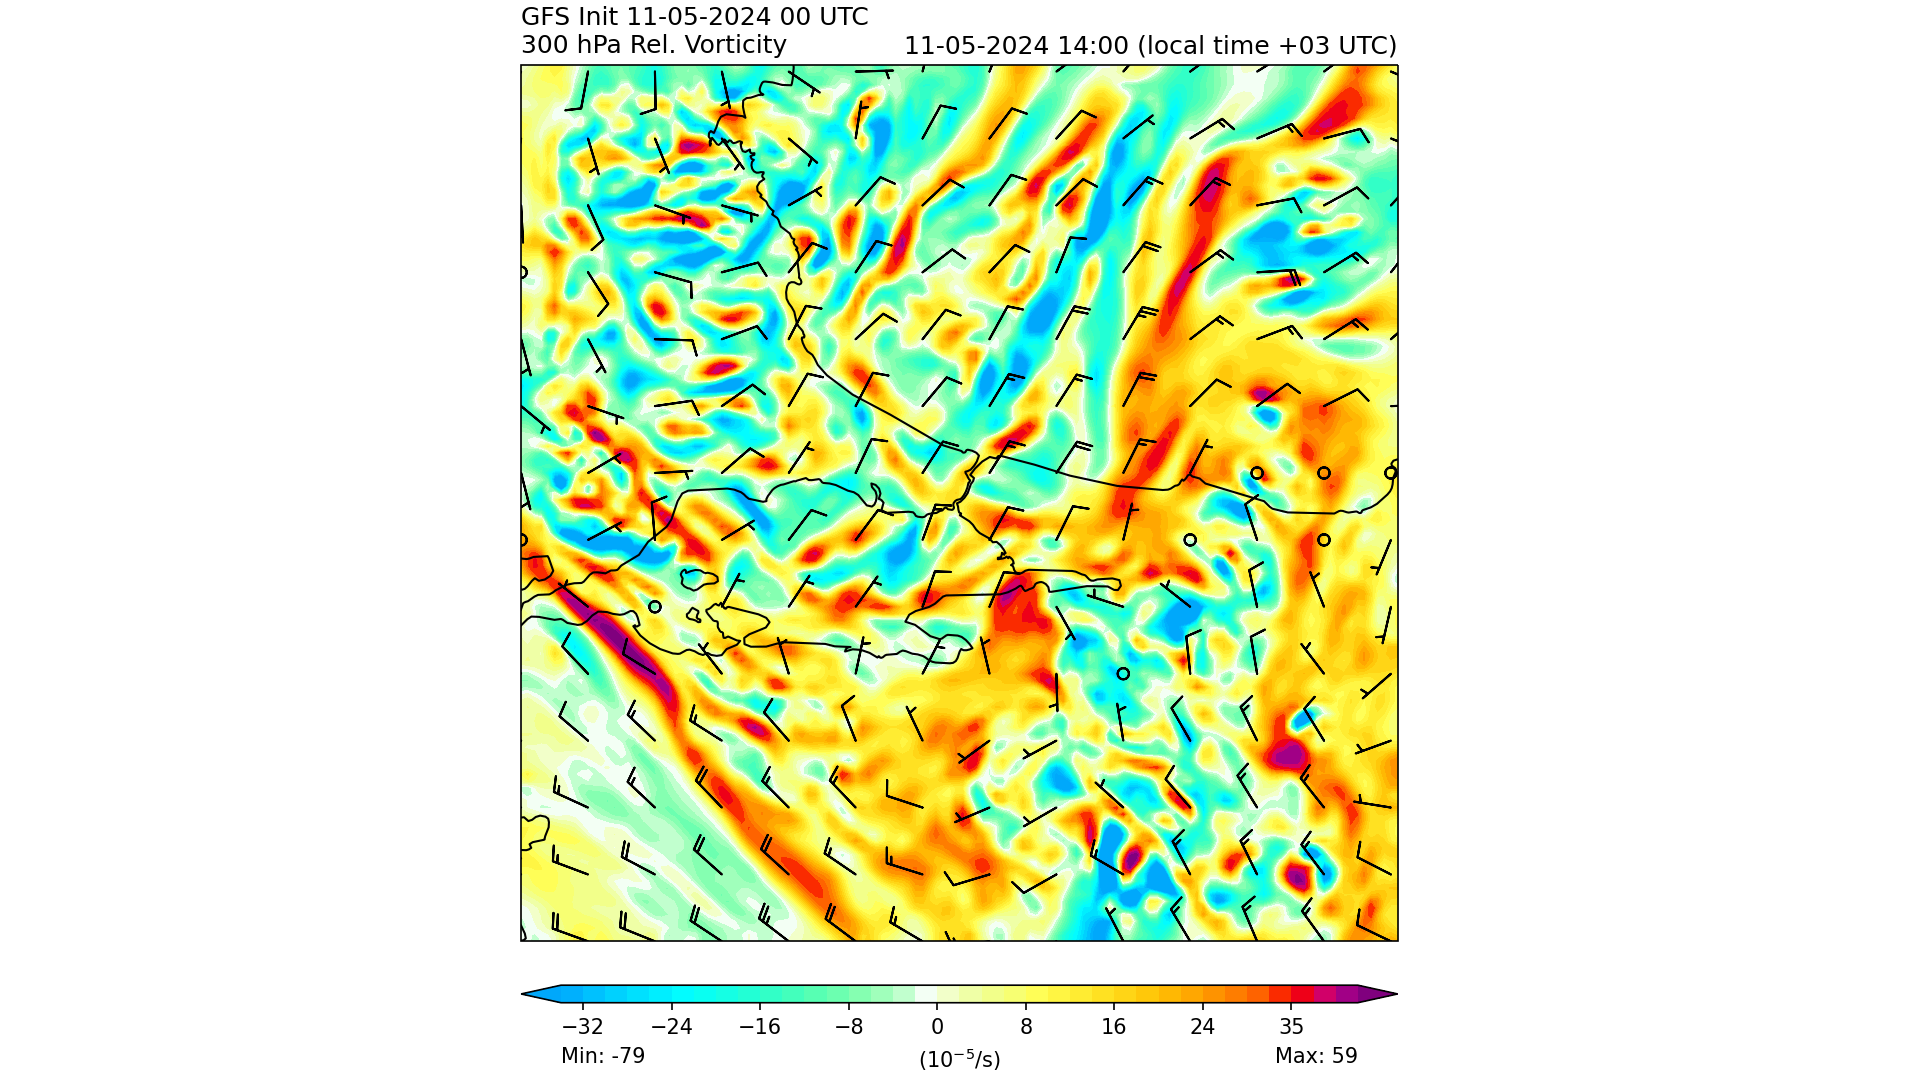 GFS Init 11-05-2024 00 UTC
300 hPa Rel. Vorticity
11-05-2024 14:00 (local time +03 UTC)
−32 −24 −16 −8 0 8 16 24 35
Min: -79
(10⁻⁵/s)
Max: 59